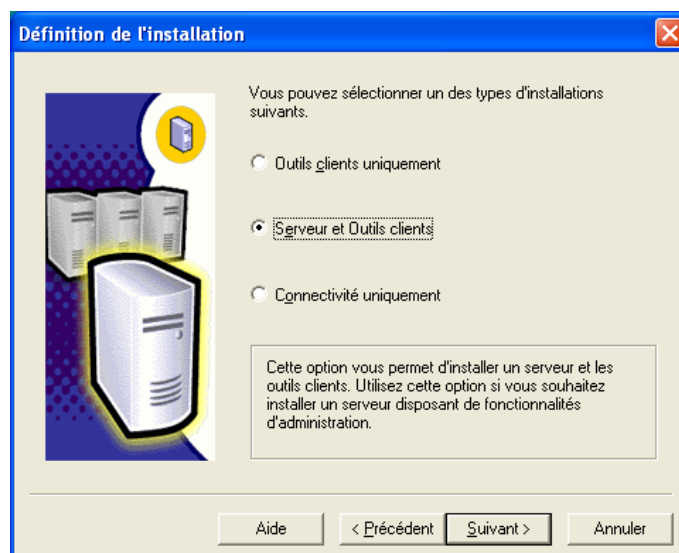 Définition de l'installation
Vous pouvez sélectionner un des types d'installations
suivants.
Outils clients uniquement
Serveur et Outils clients
Connectivité uniquement
Cette option vous permet d'installer un serveur et les
outils clients. Utilisez cette option si vous souhaitez
installer un serveur disposant de fonctionnalités
d'administration.
Aide
< Précédent
Suivant >
Annuler